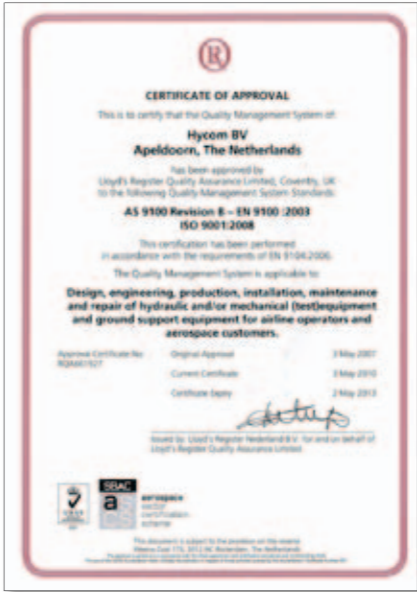 CERTIFICATE OF APPROVAL
This is to certify that the Quality Management System of:
Hycom BV
Apeldoorn, The Netherlands
has been approved by
Lloyd's Register Quality Assurance Limited, Coventry, UK
to the following Quality Management System Standards:
AS 9100 Revision B – EN 9100 :2003
ISO 9001:2008
This certification has been performed
in accordance with the requirements of EN 9104:2006.
The Quality Management System is applicable to:
Design, engineering, production, installation, maintenance
and repair of hydraulic and/or mechanical (test)equipment
and ground support equipment for airline operators and
aerospace customers.
Approval Certificate No Original Approval 3 May 2007
Current Certificate 3 May 2010
Certificate Expiry 2 May 2013
Issued by: Lloyd's Register Nederland B.V. for and on behalf of
Lloyd's Register Quality Assurance Limited
SBAC
a
aerospace
sector
certification
scheme
This document is subject to the provision on the reverse